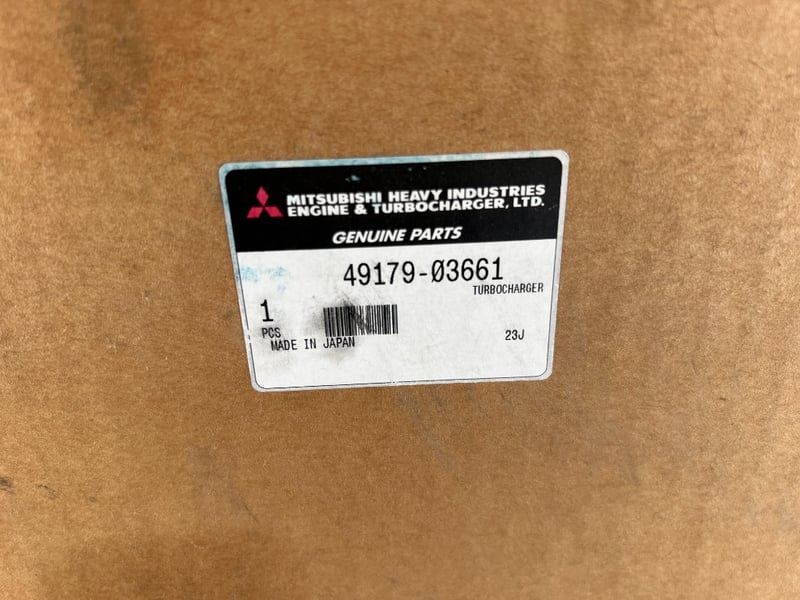 MITSUBISHI HEAVY INDUSTRIES
ENGINE & TURBOCHARGER, LTD.
GENUINE PARTS
49179-03661
TURBOCHARGER
1
PCS
MADE IN JAPAN
23J